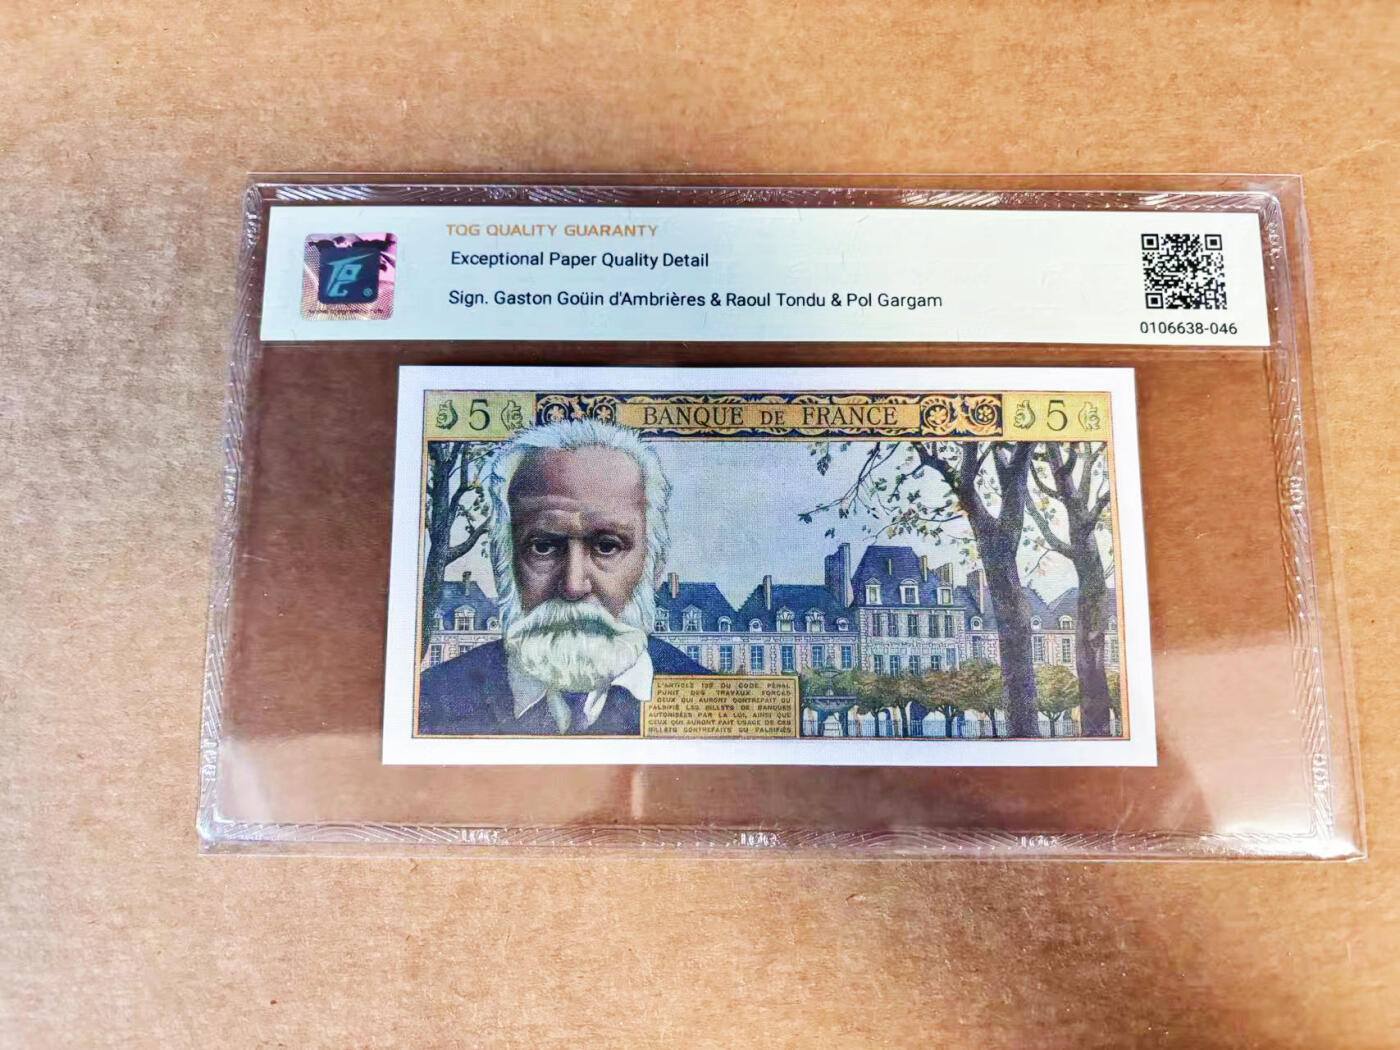 TQG QUALITY GUARANTY
Exceptional Paper Quality Detail
Sign. Gaston Goüin d'Ambrières & Raoul Tondu & Pol Gargam
0106638-046
5 BANQUE DE FRANCE 5
L'ARTICLE 139 DU CODE PÉNAL
PUNIT DES TRAVAUX FORCÉS
CEUX QUI AURONT CONTREFAIT OU
FALSIFIÉ LES BILLETS DE BANQUES
AUTORISÉES PAR LA LOI, AINSI QUE
CEUX QUI AURONT FAIT USAGE DE CES
BILLETS CONTREFAITS OU FALSIFIÉS